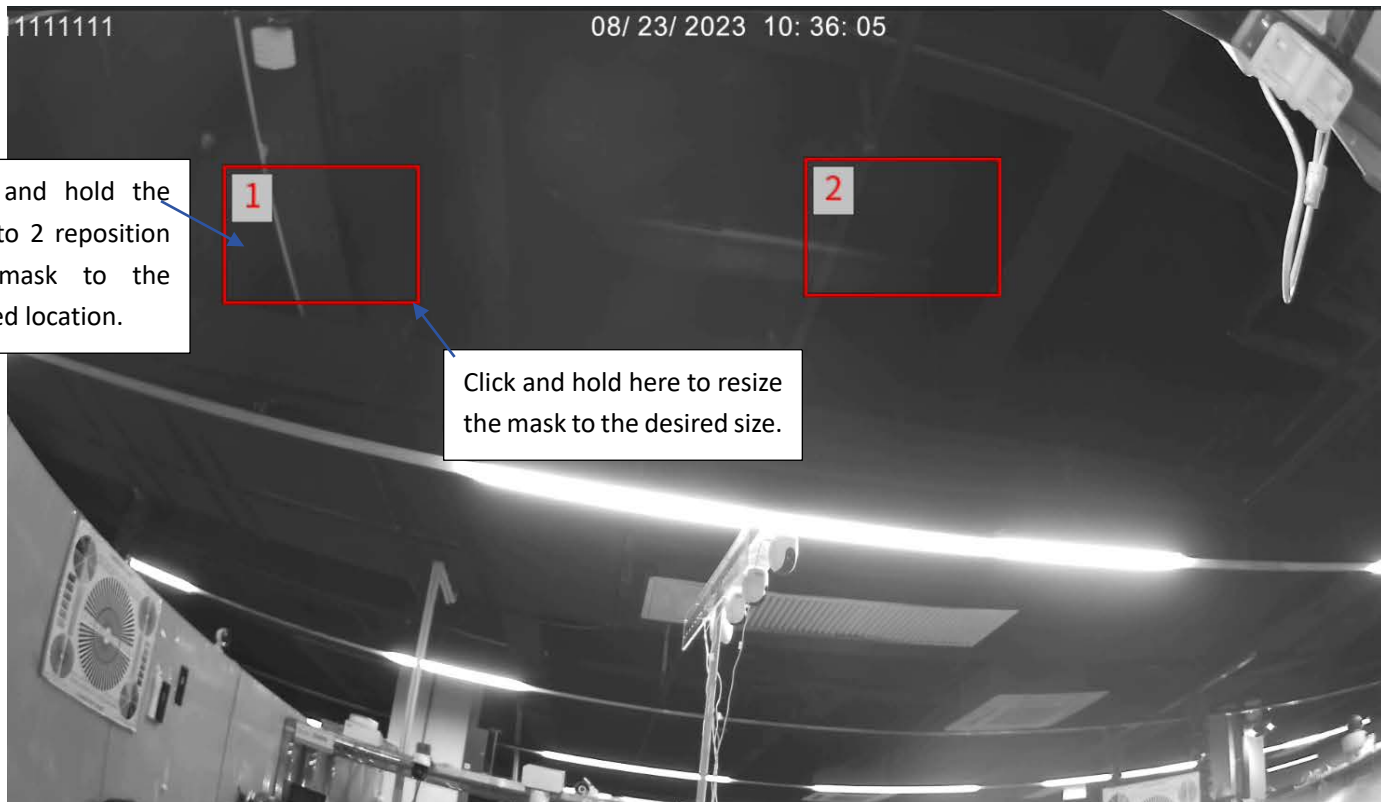 11111111
08/ 23/ 2023 10: 36: 05
and hold the
to 2 reposition
mask to the
ed location.
1
2
Click and hold here to resize
the mask to the desired size.